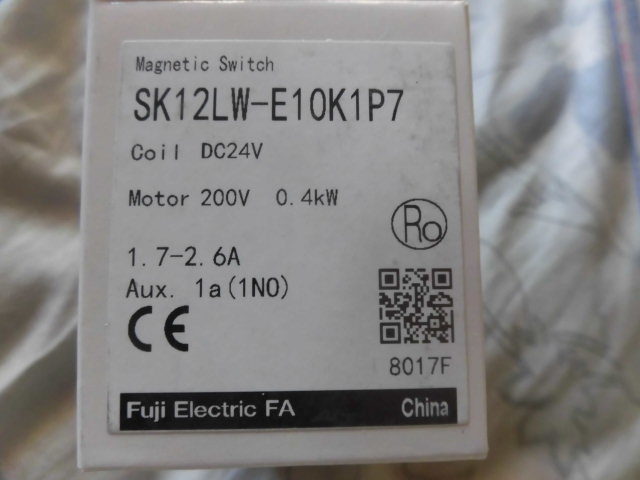 Magnetic Switch
SK12LW-E10K1P7
Coil DC24V
Motor 200V 0.4kW
Ro
1.7-2.6A
Aux. 1a(1NO)
CE
8017F
Fuji Electric FA China